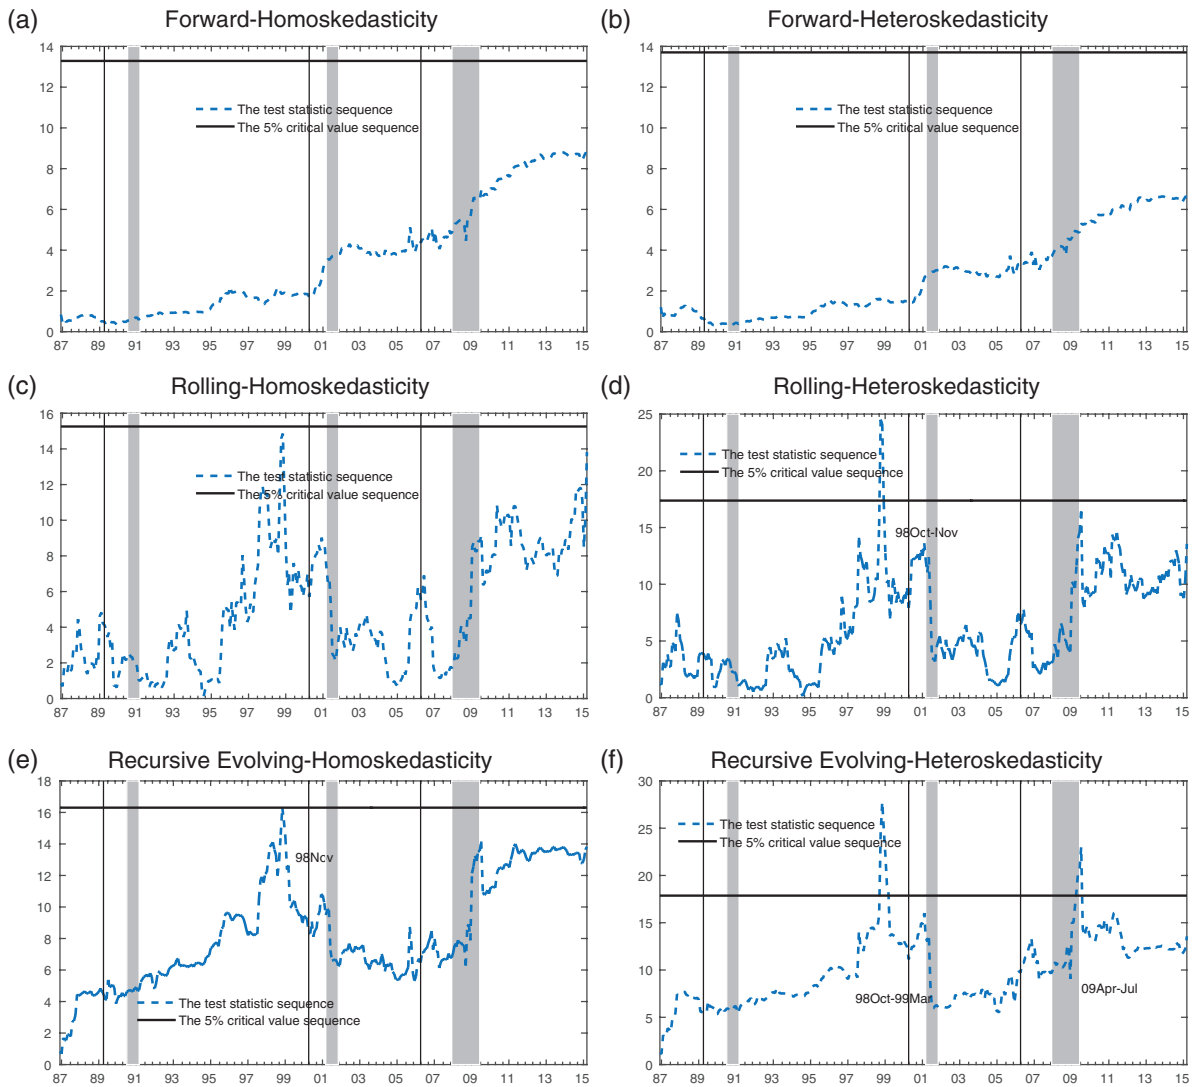 (a) Forward-Homoskedasticity
14
12
10
8
6
4
2
0
The test statistic sequence
The 5% critical value sequence
87 89 91 93 95 97 99 01 03 05 07 09 11 13 15
(b) Forward-Heteroskedasticity
14
12
10
8
6
4
2
0
The test statistic sequence
The 5% critical value sequence
87 89 91 93 95 97 99 01 03 05 07 09 11 13 15
(c) Rolling-Homoskedasticity
16
14
12
10
8
6
4
2
0
The test statistic sequence
The 5% critical value sequence
87 89 91 93 95 97 99 01 03 05 07 09 11 13 15
(d) Rolling-Heteroskedasticity
25
20
15
10
5
0
The test statistic sequence
The 5% critical value sequence
98Oct-Nov
87 89 91 93 95 97 99 01 03 05 07 09 11 13 15
(e) Recursive Evolving-Homoskedasticity
18
16
14
12
10
8
6
4
2
0
98Nov
The test statistic sequence
The 5% critical value sequence
87 89 91 93 95 97 99 01 03 05 07 09 11 13 15
(f) Recursive Evolving-Heteroskedasticity
30
25
20
15
10
5
0
The test statistic sequence
The 5% critical value sequence
98Oct-99Mar
09Apr-Jul
87 89 91 93 95 97 99 01 03 05 07 09 11 13 15